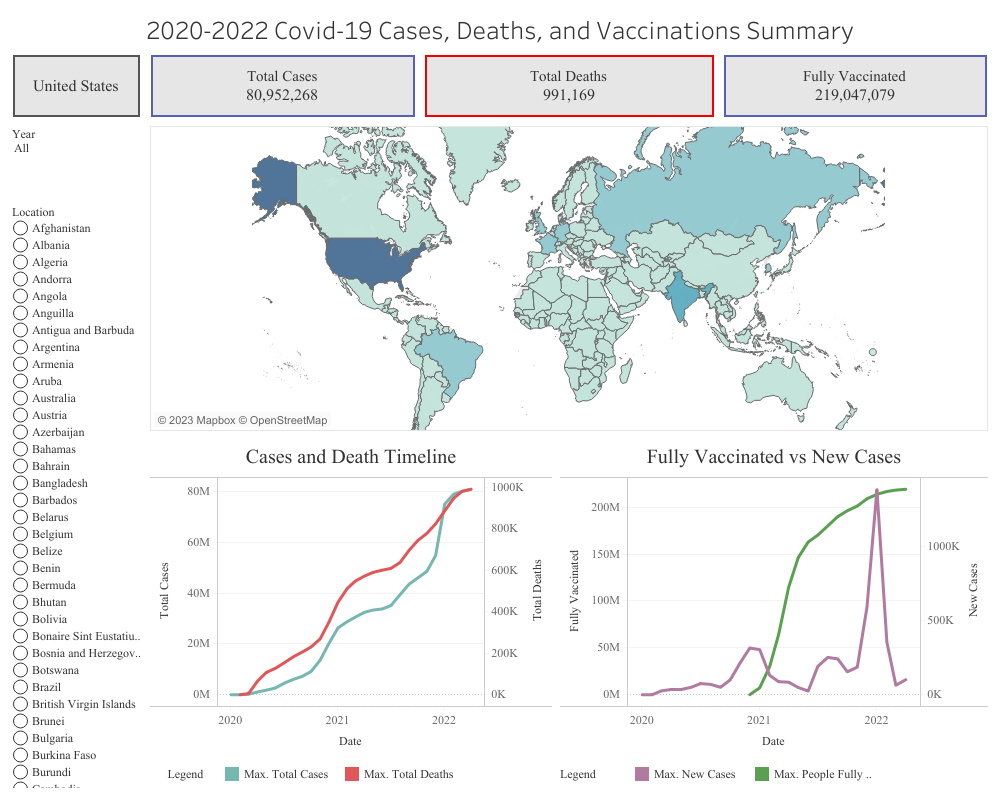 2020-2022 Covid-19 Cases, Deaths, and Vaccinations Summary
United States
Total Cases
80,952,268
Total Deaths
991,169
Fully Vaccinated
219,047,079
Year
All
Location
Afghanistan
Albania
Algeria
Andorra
Angola
Anguilla
Antigua and Barbuda
Argentina
Armenia
Aruba
Australia
Austria
Azerbaijan
Bahamas
Bahrain
Bangladesh
Barbados
Belarus
Belgium
Belize
Benin
Bermuda
Bhutan
Bolivia
Bonaire Sint Eustatiu..
Bosnia and Herzegov..
Botswana
Brazil
British Virgin Islands
Brunei
Bulgaria
Burkina Faso
Burundi
© 2023 Mapbox © OpenStreetMap
Cases and Death Timeline
80M
60M
40M
20M
0M
Total Cases
1000K
800K
600K
400K
200K
0K
Total Deaths
2020
2021
2022
Date
Legend
Max. Total Cases
Max. Total Deaths
Fully Vaccinated vs New Cases
200M
150M
100M
50M
0M
Fully Vaccinated
1000K
500K
0K
New Cases
2020
2021
2022
Date
Legend
Max. New Cases
Max. People Fully ..